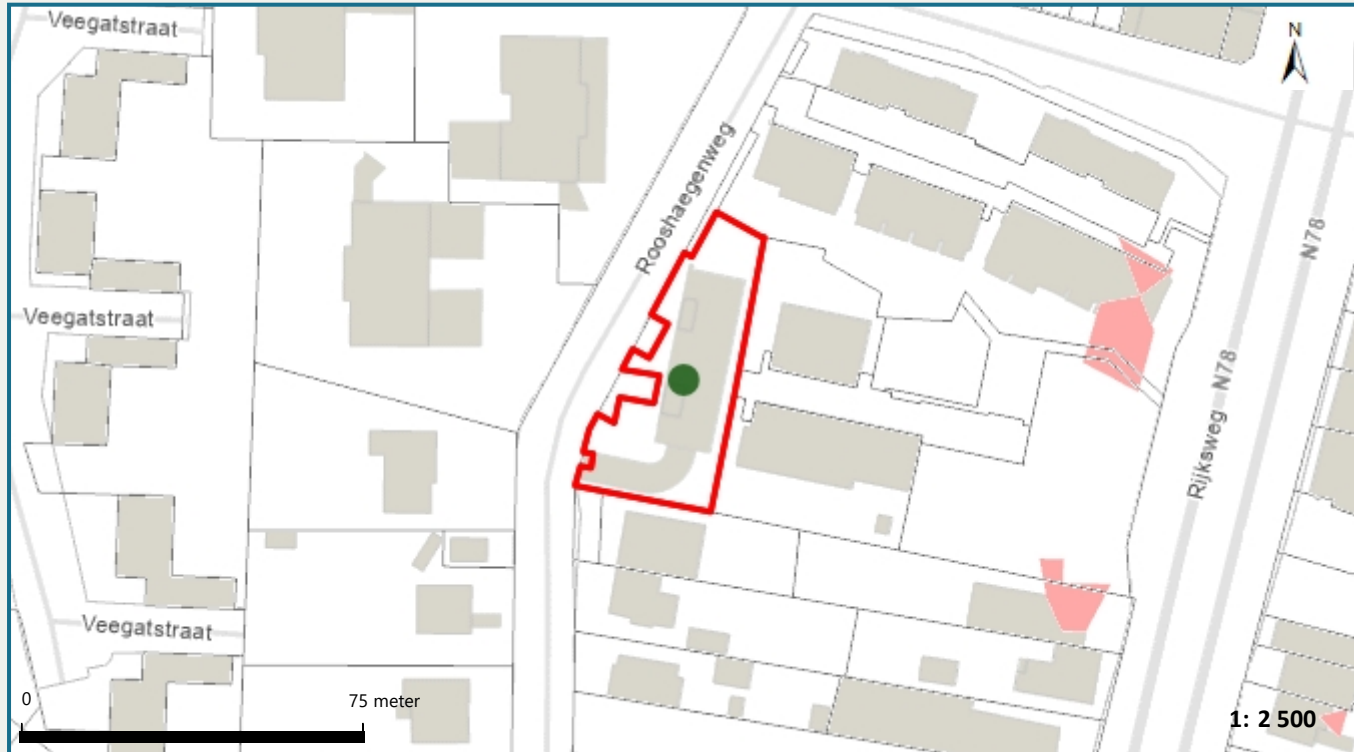 Veegatstraat
N
Rooshaegenweg
N78
Veegatstraat
Rijksweg N78
Veegatstraat
0 75 meter
1: 2 500